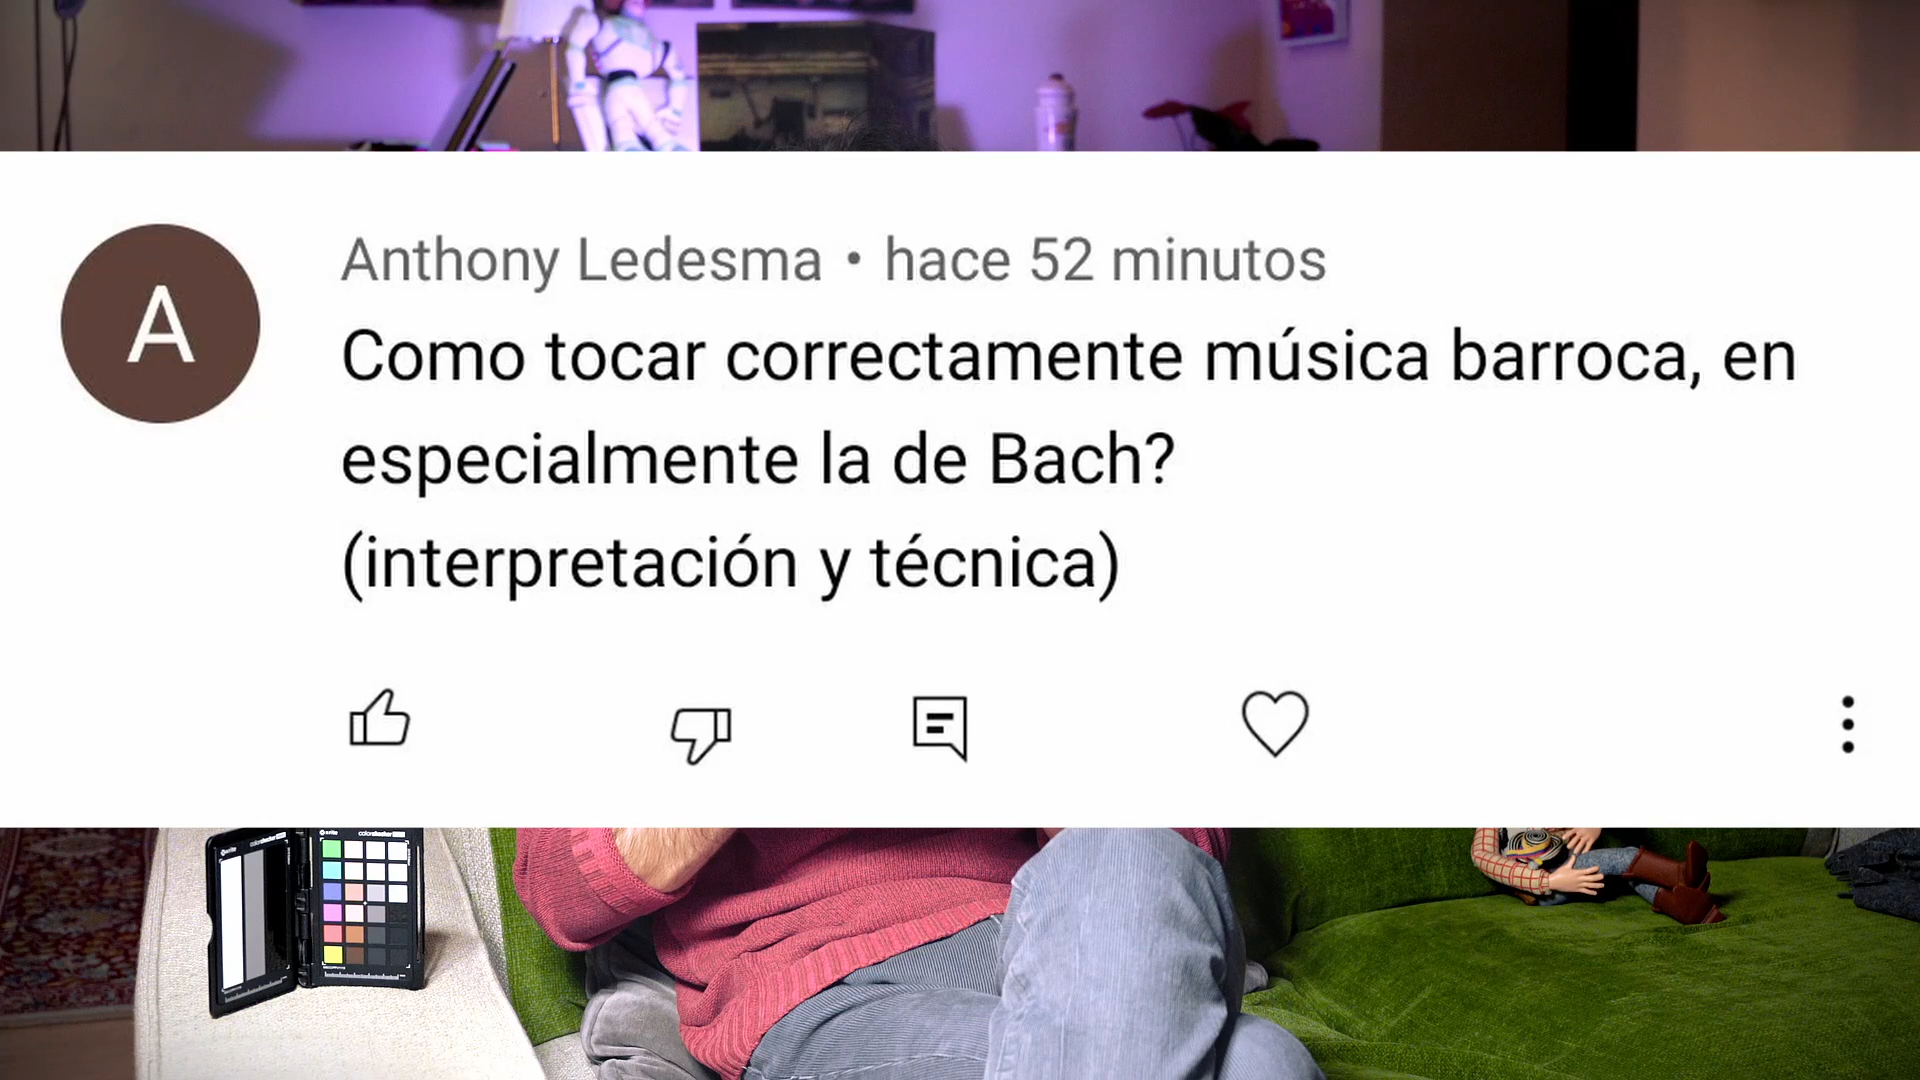 A
Anthony Ledesma • hace 52 minutos
Como tocar correctamente música barroca, en
especialmente la de Bach?
(interpretación y técnica)